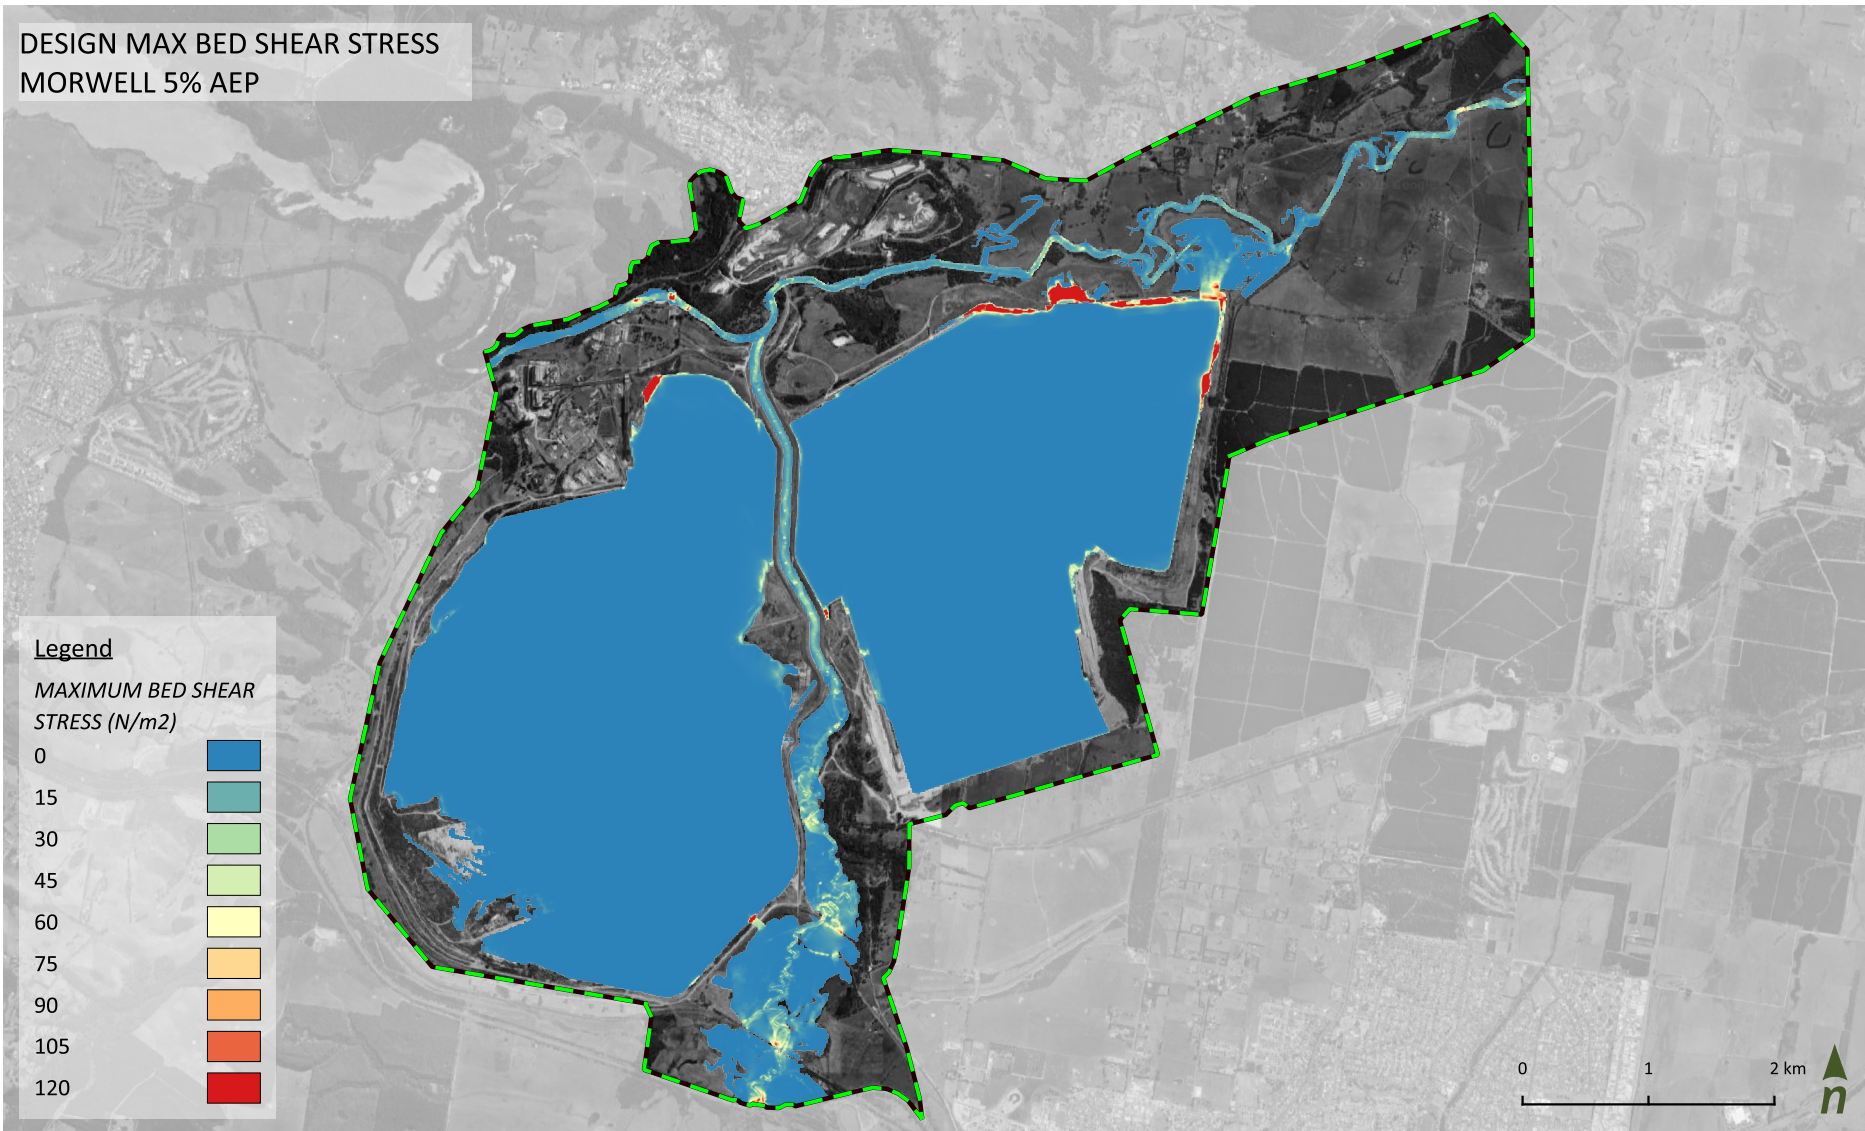 DESIGN MAX BED SHEAR STRESS
MORWELL 5% AEP
Legend
MAXIMUM BED SHEAR
STRESS (N/m2)
0
15
30
45
60
75
90
105
120
0 1 2 km
n